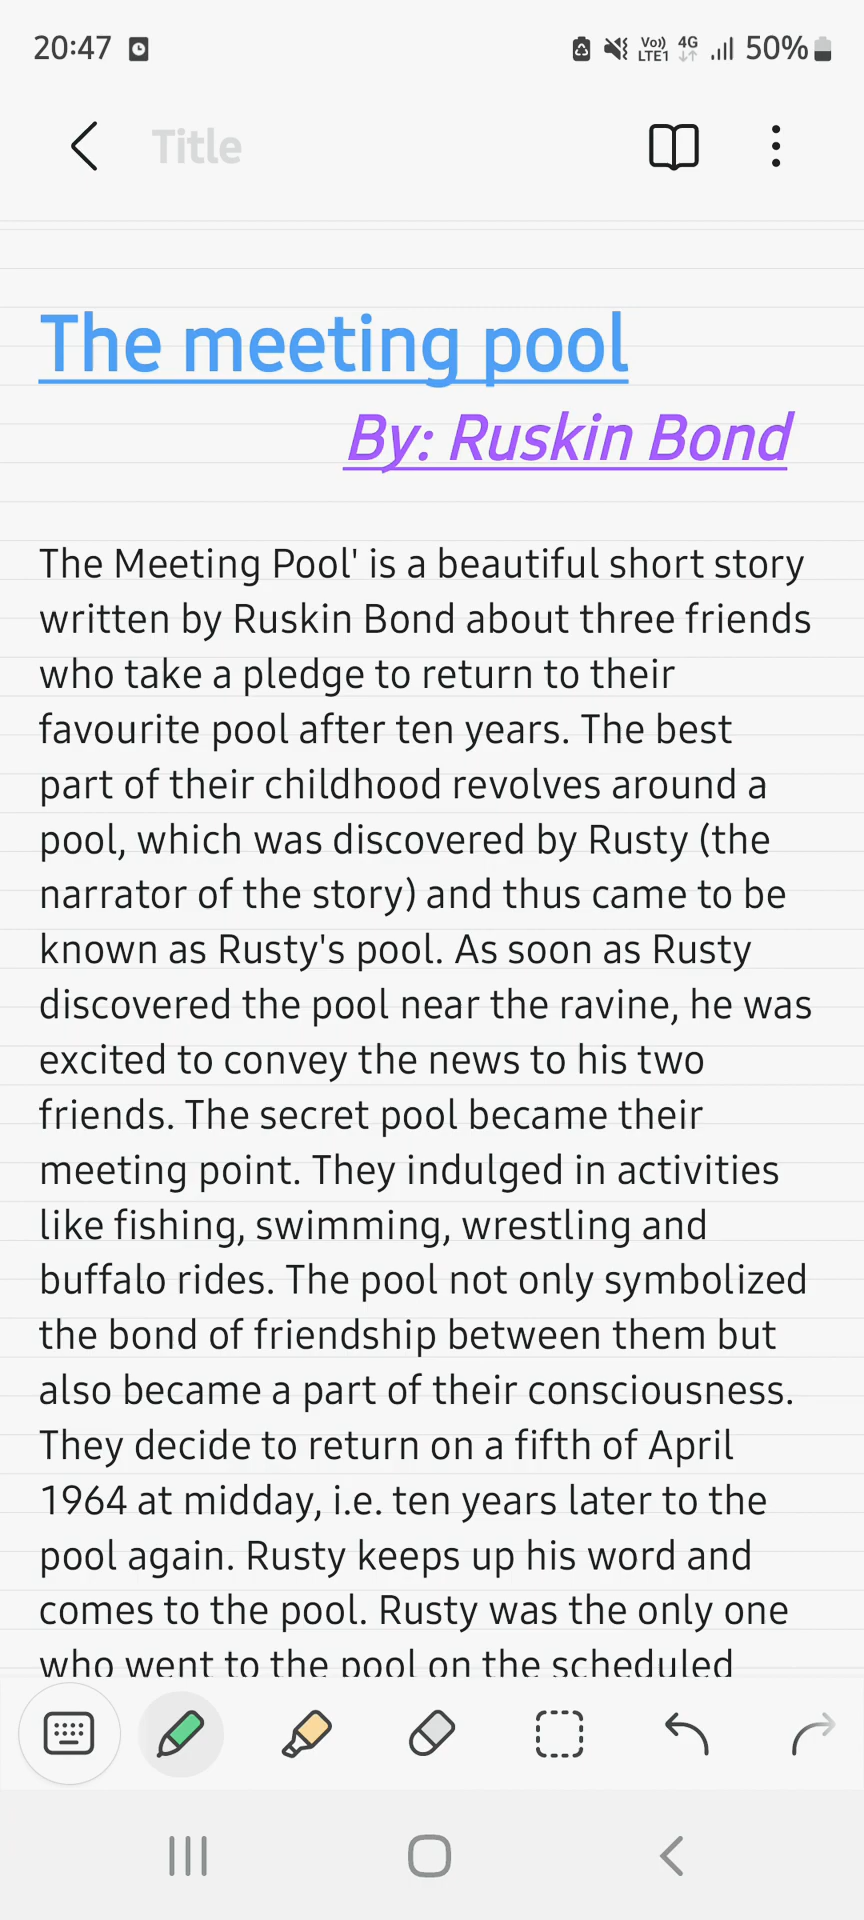 20:47
Vo)) 4G
LTE1
50%
Title
The meeting pool
By: Ruskin Bond
The Meeting Pool' is a beautiful short story
written by Ruskin Bond about three friends
who take a pledge to return to their
favourite pool after ten years. The best
part of their childhood revolves around a
pool, which was discovered by Rusty (the
narrator of the story) and thus came to be
known as Rusty's pool. As soon as Rusty
discovered the pool near the ravine, he was
excited to convey the news to his two
friends. The secret pool became their
meeting point. They indulged in activities
like fishing, swimming, wrestling and
buffalo rides. The pool not only symbolized
the bond of friendship between them but
also became a part of their consciousness.
They decide to return on a fifth of April
1964 at midday, i.e. ten years later to the
pool again. Rusty keeps up his word and
comes to the pool. Rusty was the only one
who went to the pool on the scheduled